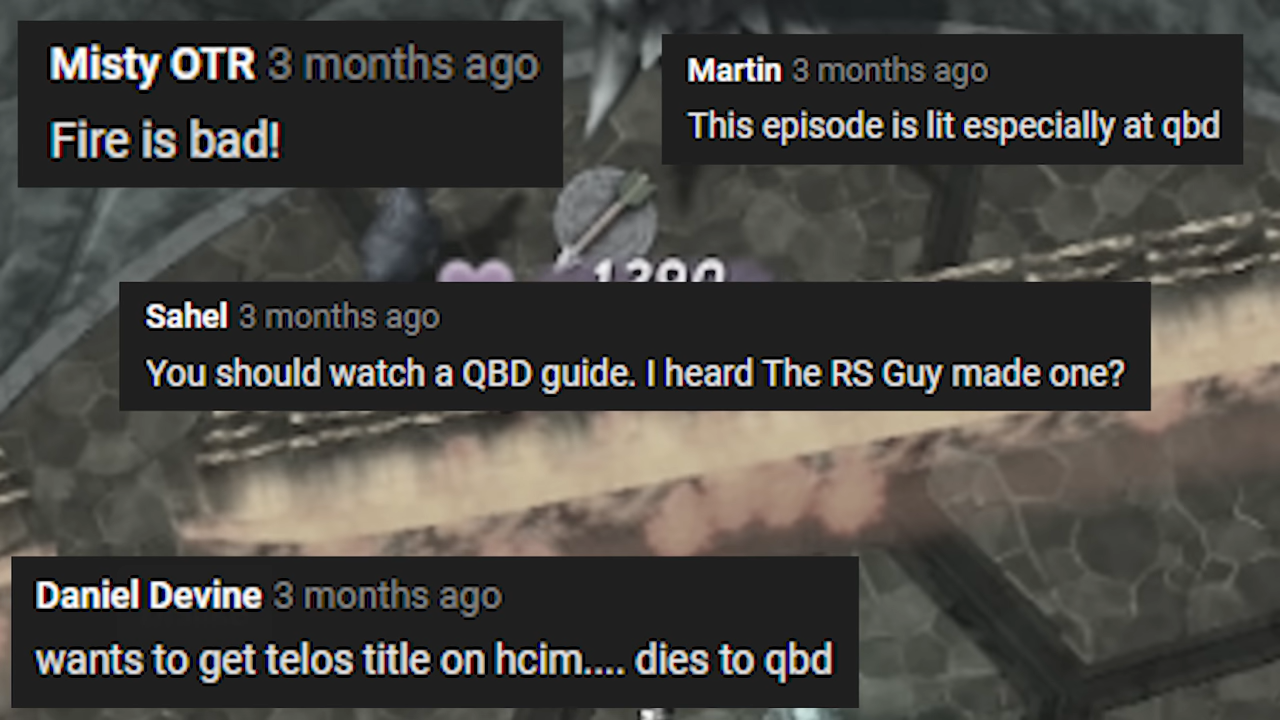 Misty OTR 3 months ago
Fire is bad!
Martin 3 months ago
This episode is lit especially at qbd
1390
Sahel 3 months ago
You should watch a QBD guide. I heard The RS Guy made one?
Daniel Devine 3 months ago
wants to get telos title on hcim.... dies to qbd